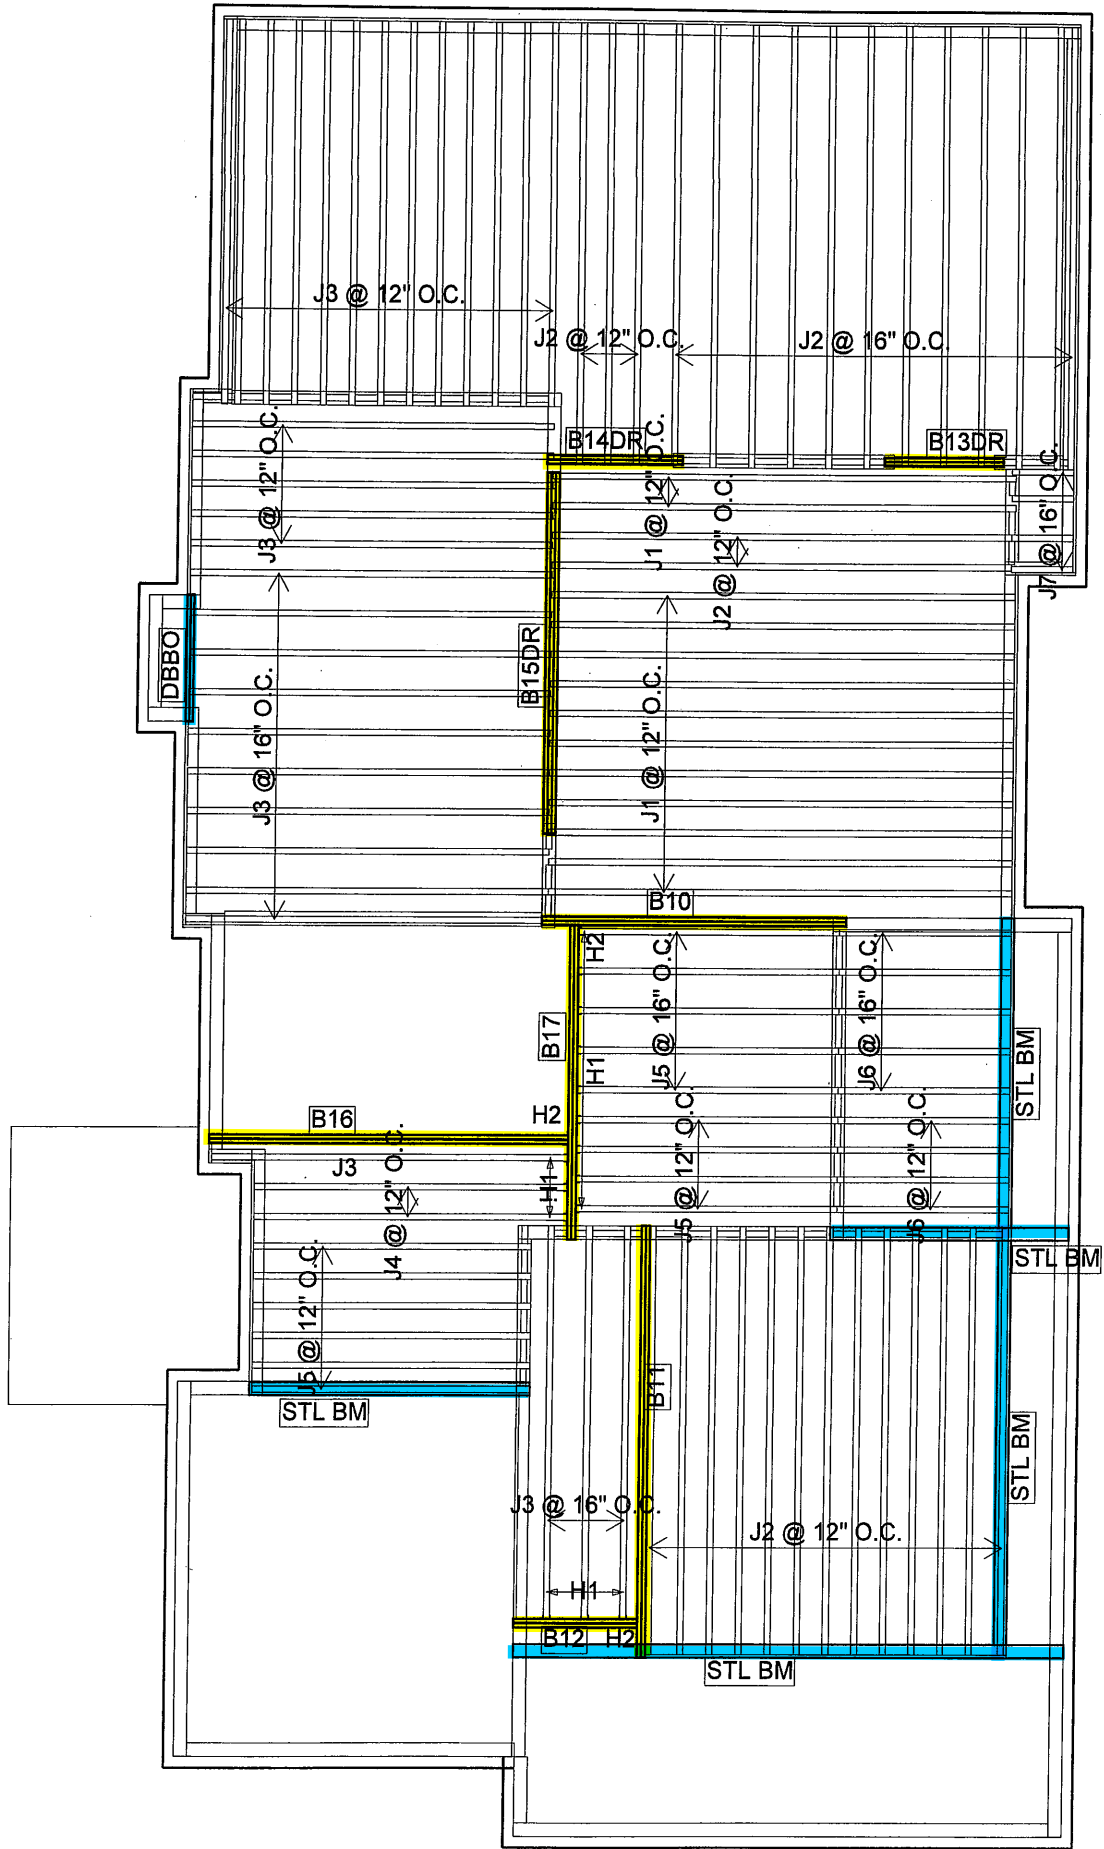 J3 @ 12" O.C.
J2 @ 12" O.C.
J2 @ 16" O.C.
B14DR
B13DR
J3 @ 12" O.C.
J1 @ 12" O.C.
J2 @ 12" O.C.
J7 @ 16" O.C.
DBBO
B15DR
J3 @ 16" O.C.
J1 @ 12" O.C.
B10
H2
J5 @ 16" O.C.
J6 @ 16" O.C.
B17
H1
STL BM
B16
H2
J3
J4 @ 12" O.C.
H1
J5 @ 12" O.C.
J6 @ 12" O.C.
J5 @ 12" O.C.
STL BM
STL BM
B11
STL BM
J3 @ 16" O.C.
J2 @ 12" O.C.
H1
B12
H2
STL BM